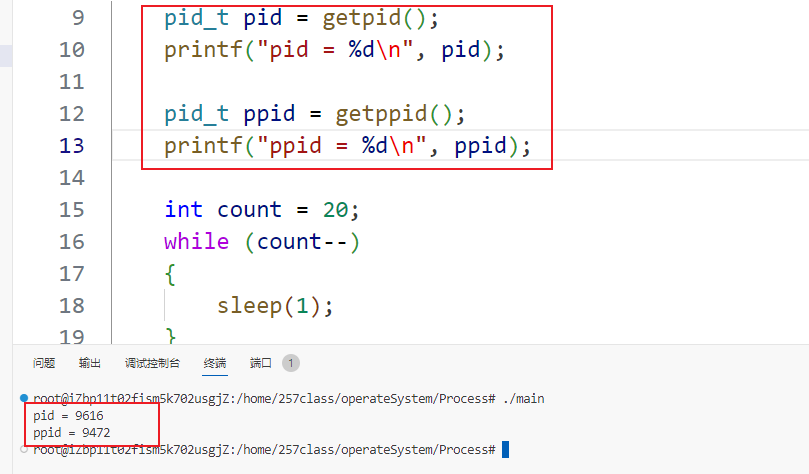 9 pid_t pid = getpid();
10 printf("pid = %d\n", pid);
11
12 pid_t ppid = getppid();
13 printf("ppid = %d\n", ppid);
14
15 int count = 20;
16 while (count--)
17 {
18 sleep(1);
19 }
问题 输出 调试控制台 终端 端口 1
root@iZbp11t02fism5k702usgjZ:/home/257class/operateSystem/Process# ./main
pid = 9616
ppid = 9472
root@iZbp11t02fism5k702usgjZ:/home/257class/operateSystem/Process#